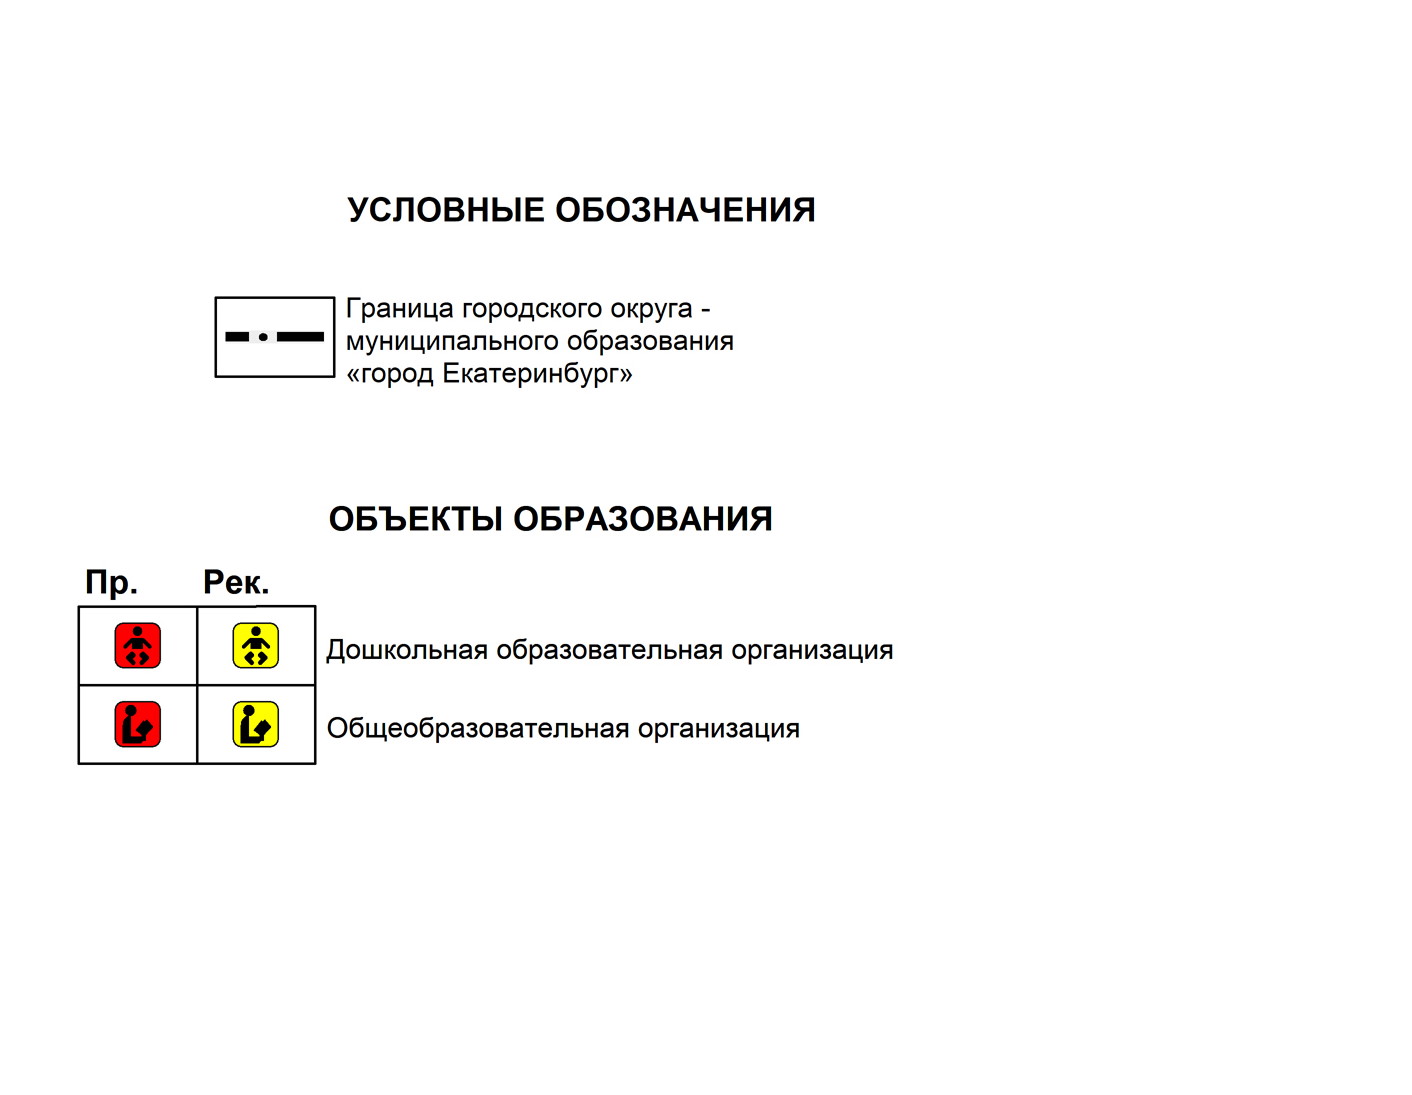 УСЛОВНЫЕ ОБОЗНАЧЕНИЯ
Граница городского округа -
муниципального образования
«город Екатеринбург»
ОБЪЕКТЫ ОБРАЗОВАНИЯ
Пр. Рек.
Дошкольная образовательная организация
Общеобразовательная организация